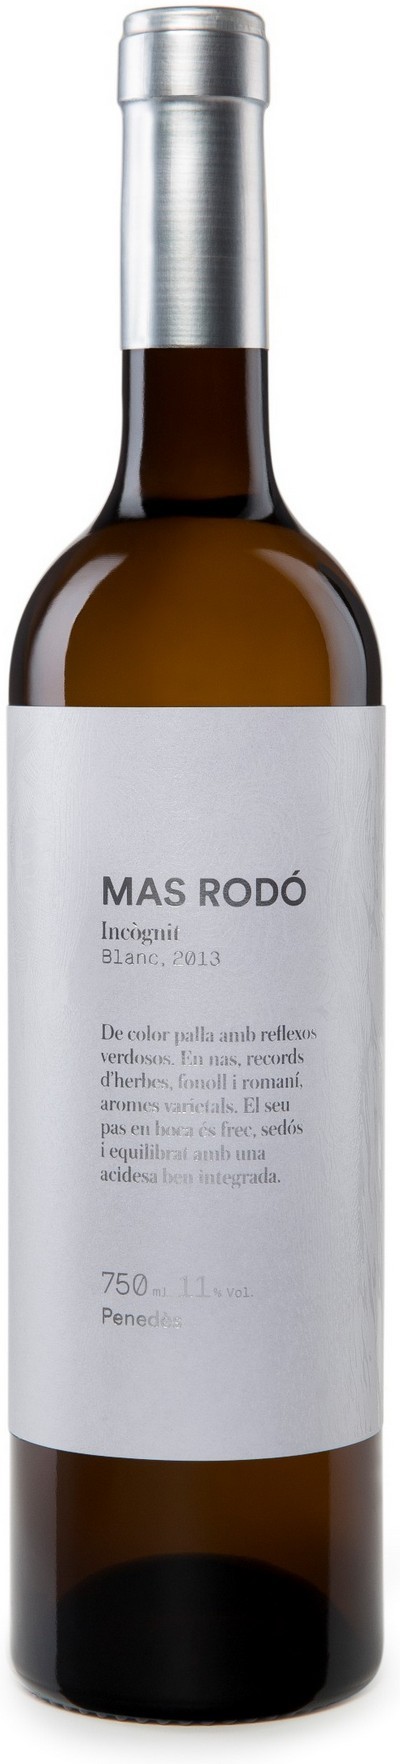 MAS RODÓ
Incògnit
Blanc, 2013
De color palla amb reflexos
verdosos. En nas, records
d'herbes, fonoll i romaní,
aromes varietals. El seu
pas en boca és frec, sedós
i equilibrat amb una
acidesa ben integrada.
750 ml 11 % Vol.
Penedès